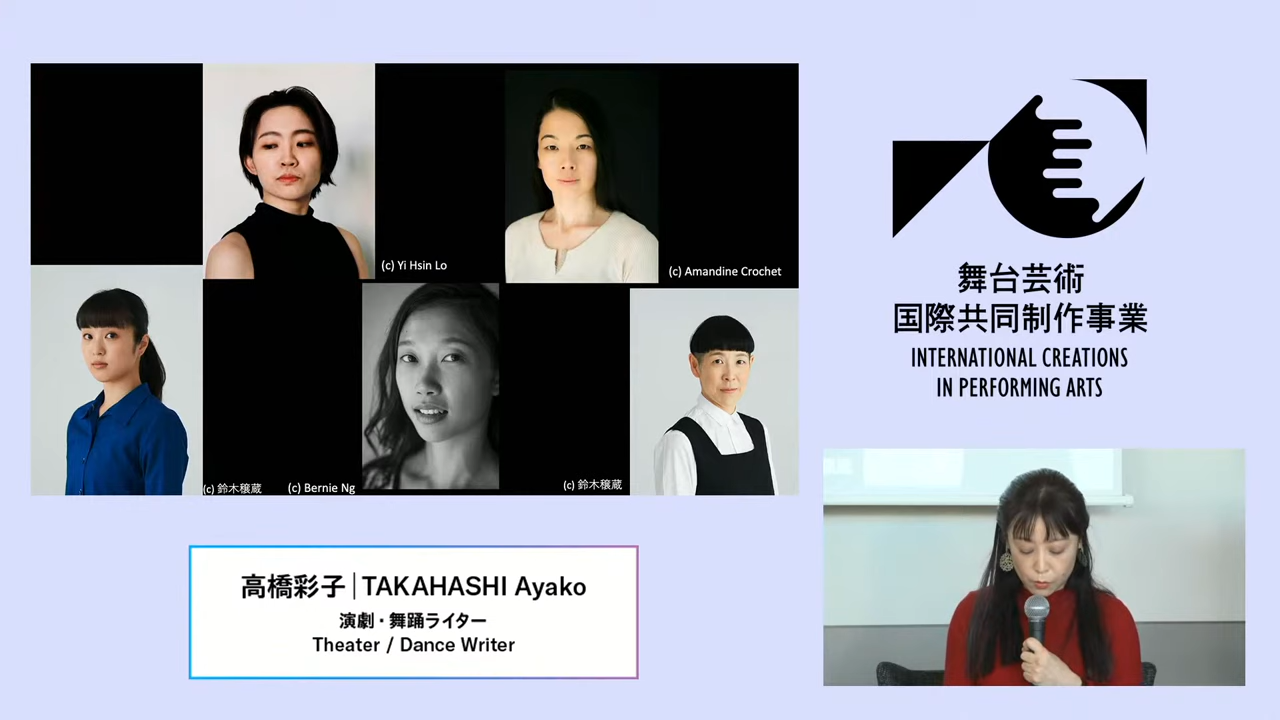 (c) Yi Hsin Lo
(c) Amandine Crochet
(c) 鈴木穣蔵
(c) Bernie Ng
(c) 鈴木穣蔵
舞台芸術
国際共同制作事業
INTERNATIONAL CREATIONS
IN PERFORMING ARTS
高橋彩子|TAKAHASHI Ayako
演劇・舞踊ライター
Theater / Dance Writer